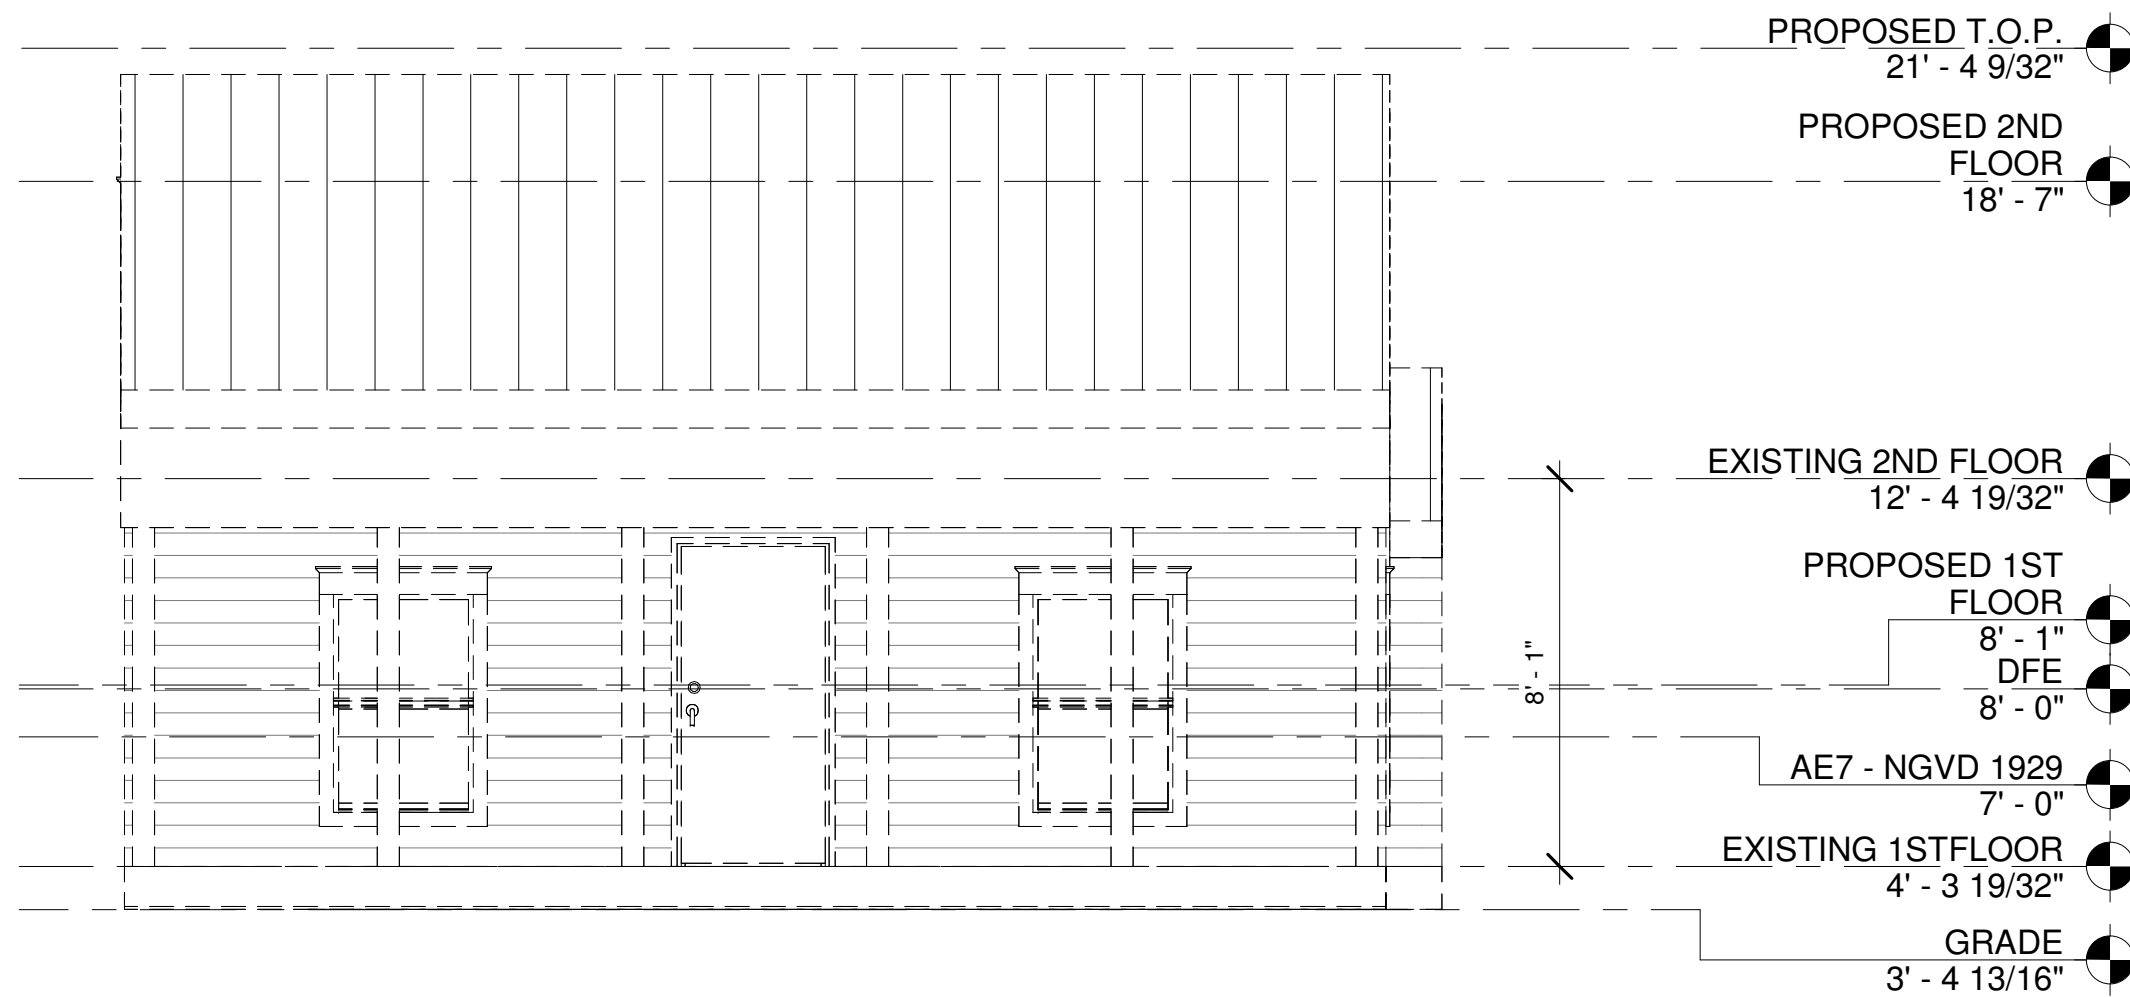 PROPOSED T.O.P.
21' - 4 9/32"
PROPOSED 2ND
FLOOR
18' - 7"
EXISTING 2ND FLOOR
12' - 4 19/32"
PROPOSED 1ST
FLOOR
8' - 1"
8' - 1"
DFE
8' - 0"
AE7 - NGVD 1929
7' - 0"
EXISTING 1STFLOOR
4' - 3 19/32"
GRADE
3' - 4 13/16"